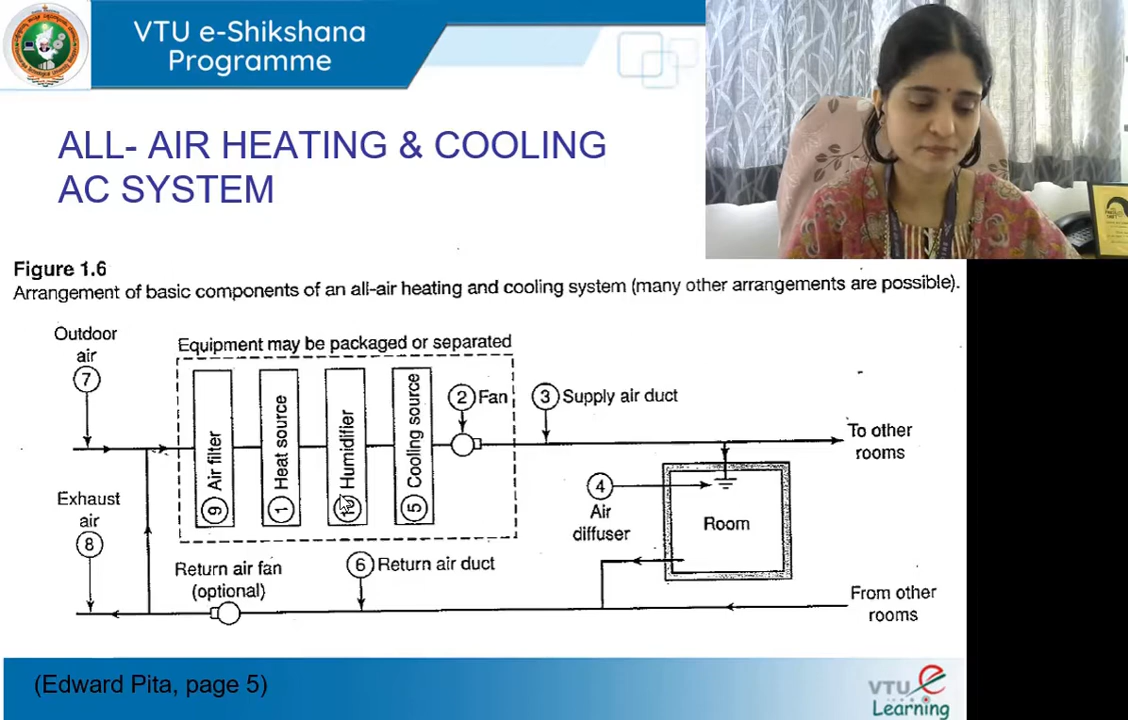 VTU e-Shikshana
Programme
ALL- AIR HEATING & COOLING
AC SYSTEM
Figure 1.6
Arrangement of basic components of an all-air heating and cooling system (many other arrangements are possible).
Outdoor
air
7
Equipment may be packaged or separated
9 Air filter
1 Heat source
Humidifier
5 Cooling source
2 Fan
3 Supply air duct
To other
rooms
4
Air
diffuser
Room
Exhaust
air
8
Return air fan
(optional)
6 Return air duct
From other
rooms
(Edward Pita, page 5)
VTU e
Learning